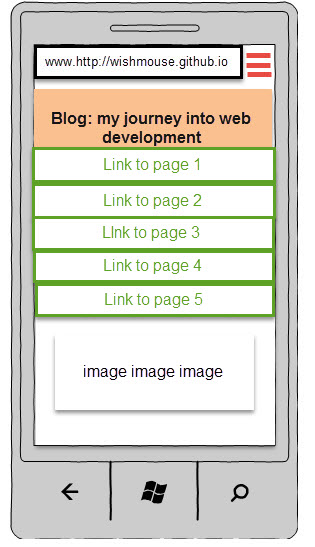 www.http://wishmouse.github.io
Blog: my journey into web
development
Link to page 1
Link to page 2
LInk to page 3
Link to page 4
Link to page 5
image image image